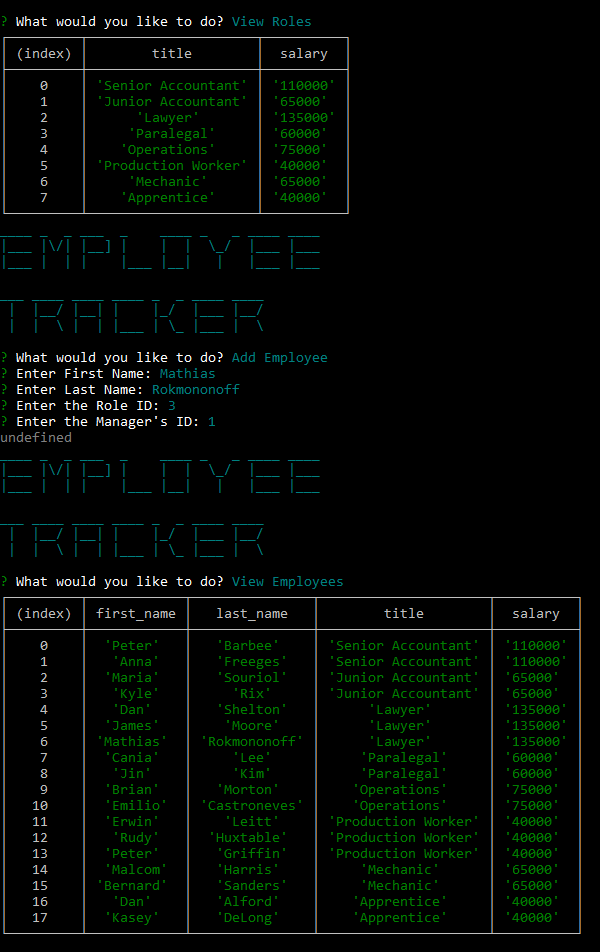 ? What would you like to do? View Roles
(index) title salary
0 'Senior Accountant' '110000'
1 'Junior Accountant' '65000'
2 'Lawyer' '135000'
3 'Paralegal' '60000'
4 'Operations' '75000'
5 'Production Worker' '40000'
6 'Mechanic' '65000'
7 'Apprentice' '40000'
EMPLOYEE
TRACKER
? What would you like to do? Add Employee
? Enter First Name: Mathias
? Enter Last Name: Rokmononoff
? Enter the Role ID: 3
? Enter the Manager's ID: 1
undefined
EMPLOYEE
TRACKER
? What would you like to do? View Employees
(index) first_name last_name title salary
0 'Peter' 'Barbee' 'Senior Accountant' '110000'
1 'Anna' 'Freeges' 'Senior Accountant' '110000'
2 'Maria' 'Souriol' 'Junior Accountant' '65000'
3 'Kyle' 'Rix' 'Junior Accountant' '65000'
4 'Dan' 'Shelton' 'Lawyer' '135000'
5 'James' 'Moore' 'Lawyer' '135000'
6 'Mathias' 'Rokmononoff' 'Lawyer' '135000'
7 'Cania' 'Lee' 'Paralegal' '60000'
8 'Jin' 'Kim' 'Paralegal' '60000'
9 'Brian' 'Morton' 'Operations' '75000'
10 'Emilio' 'Castroneves' 'Operations' '75000'
11 'Erwin' 'Leitt' 'Production Worker' '40000'
12 'Rudy' 'Huxtable' 'Production Worker' '40000'
13 'Peter' 'Griffin' 'Production Worker' '40000'
14 'Malcom' 'Harris' 'Mechanic' '65000'
15 'Bernard' 'Sanders' 'Mechanic' '65000'
16 'Dan' 'Alford' 'Apprentice' '40000'
17 'Kasey' 'DeLong' 'Apprentice' '40000'